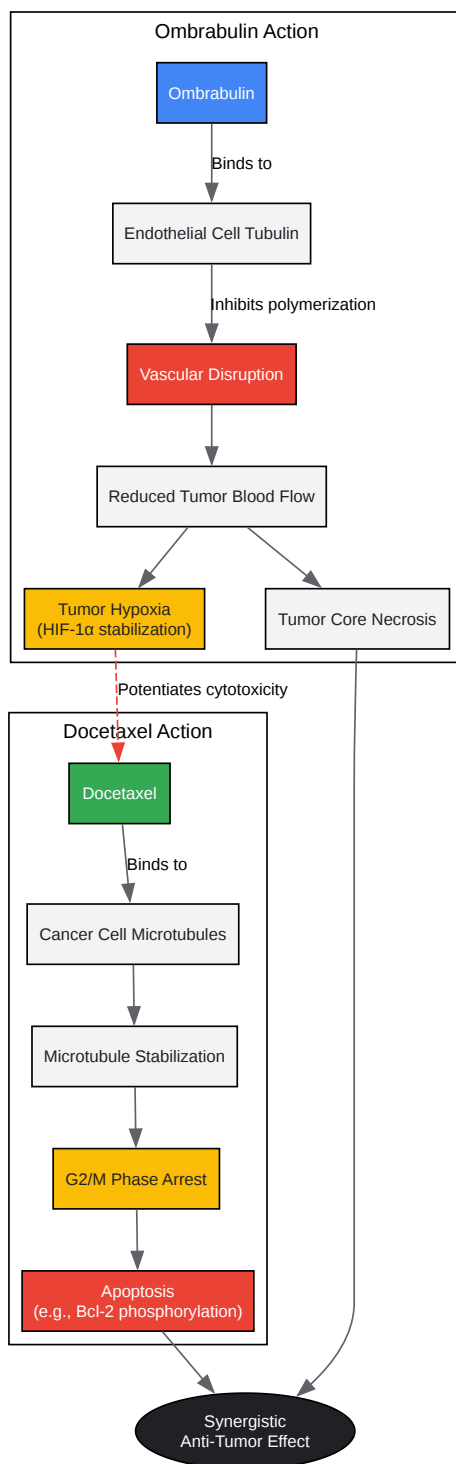 Ombrabulin Action
Ombrabulin
Binds to
Endothelial Cell Tubulin
Inhibits polymerization
Vascular Disruption
Reduced Tumor Blood Flow
Tumor Hypoxia
(HIF-1α stabilization)
Tumor Core Necrosis
Potentiates cytotoxicity
Docetaxel Action
Docetaxel
Binds to
Cancer Cell Microtubules
Microtubule Stabilization
G2/M Phase Arrest
Apoptosis
(e.g., Bcl-2 phosphorylation)
Synergistic
Anti-Tumor Effect